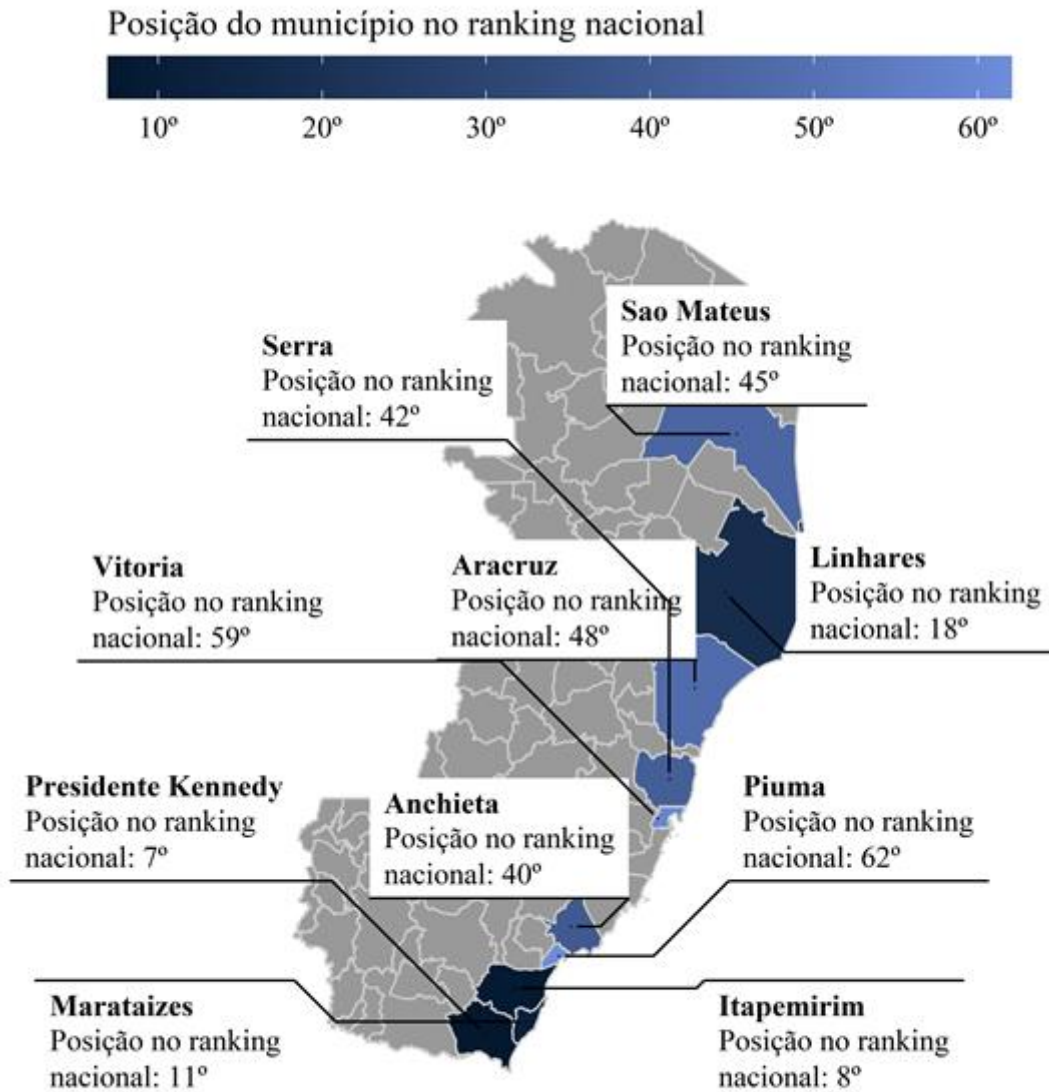 Posição do município no ranking nacional
10º 20º 30º 40º 50º 60º
Sao Mateus
Posição no ranking
nacional: 45º
Serra
Posição no ranking
nacional: 42º
Vitoria
Posição no ranking
nacional: 59º
Aracruz
Posição no ranking
nacional: 48º
Linhares
Posição no ranking
nacional: 18º
Presidente Kennedy
Posição no ranking
nacional: 7º
Anchieta
Posição no ranking
nacional: 40º
Piuma
Posição no ranking
nacional: 62º
Marataizes
Posição no ranking
nacional: 11º
Itapemirim
Posição no ranking
nacional: 8º